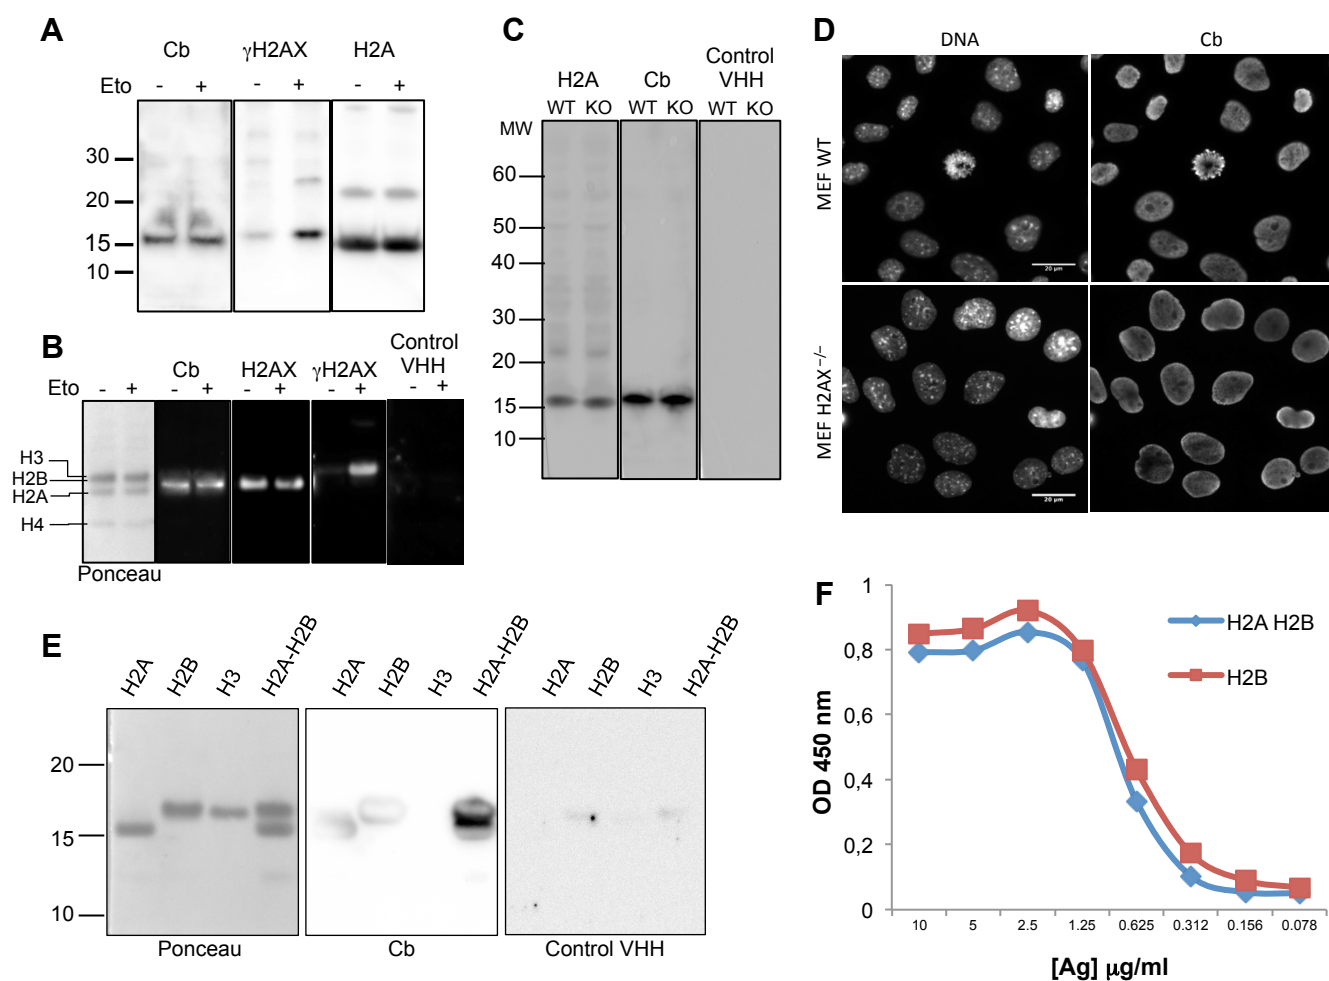 A
Cb γH2AX H2A
Eto - + - + - +
30
20
15
10
B
Cb H2AX γH2AX Control VHH
Eto - + - + - + - + - +
H3
H2B
H2A
H4
Ponceau
C
H2A Cb Control VHH
MW WT KO WT KO WT KO
60
50
40
30
20
15
10
D
DNA Cb
MEF WT
20 µm
MEF H2AX−/−
20 µm
E
H2A H2B H3 H2A-H2B
H2A H2B H3 H2A-H2B
H2A H2B H3 H2A-H2B
20
15
10
Ponceau Cb Control VHH
F
1
0,8
0,6
0,4
0,2
0
OD 450 nm
H2A H2B
H2B
10 5 2.5 1.25 0.625 0.312 0.156 0.078
[Ag] µg/ml